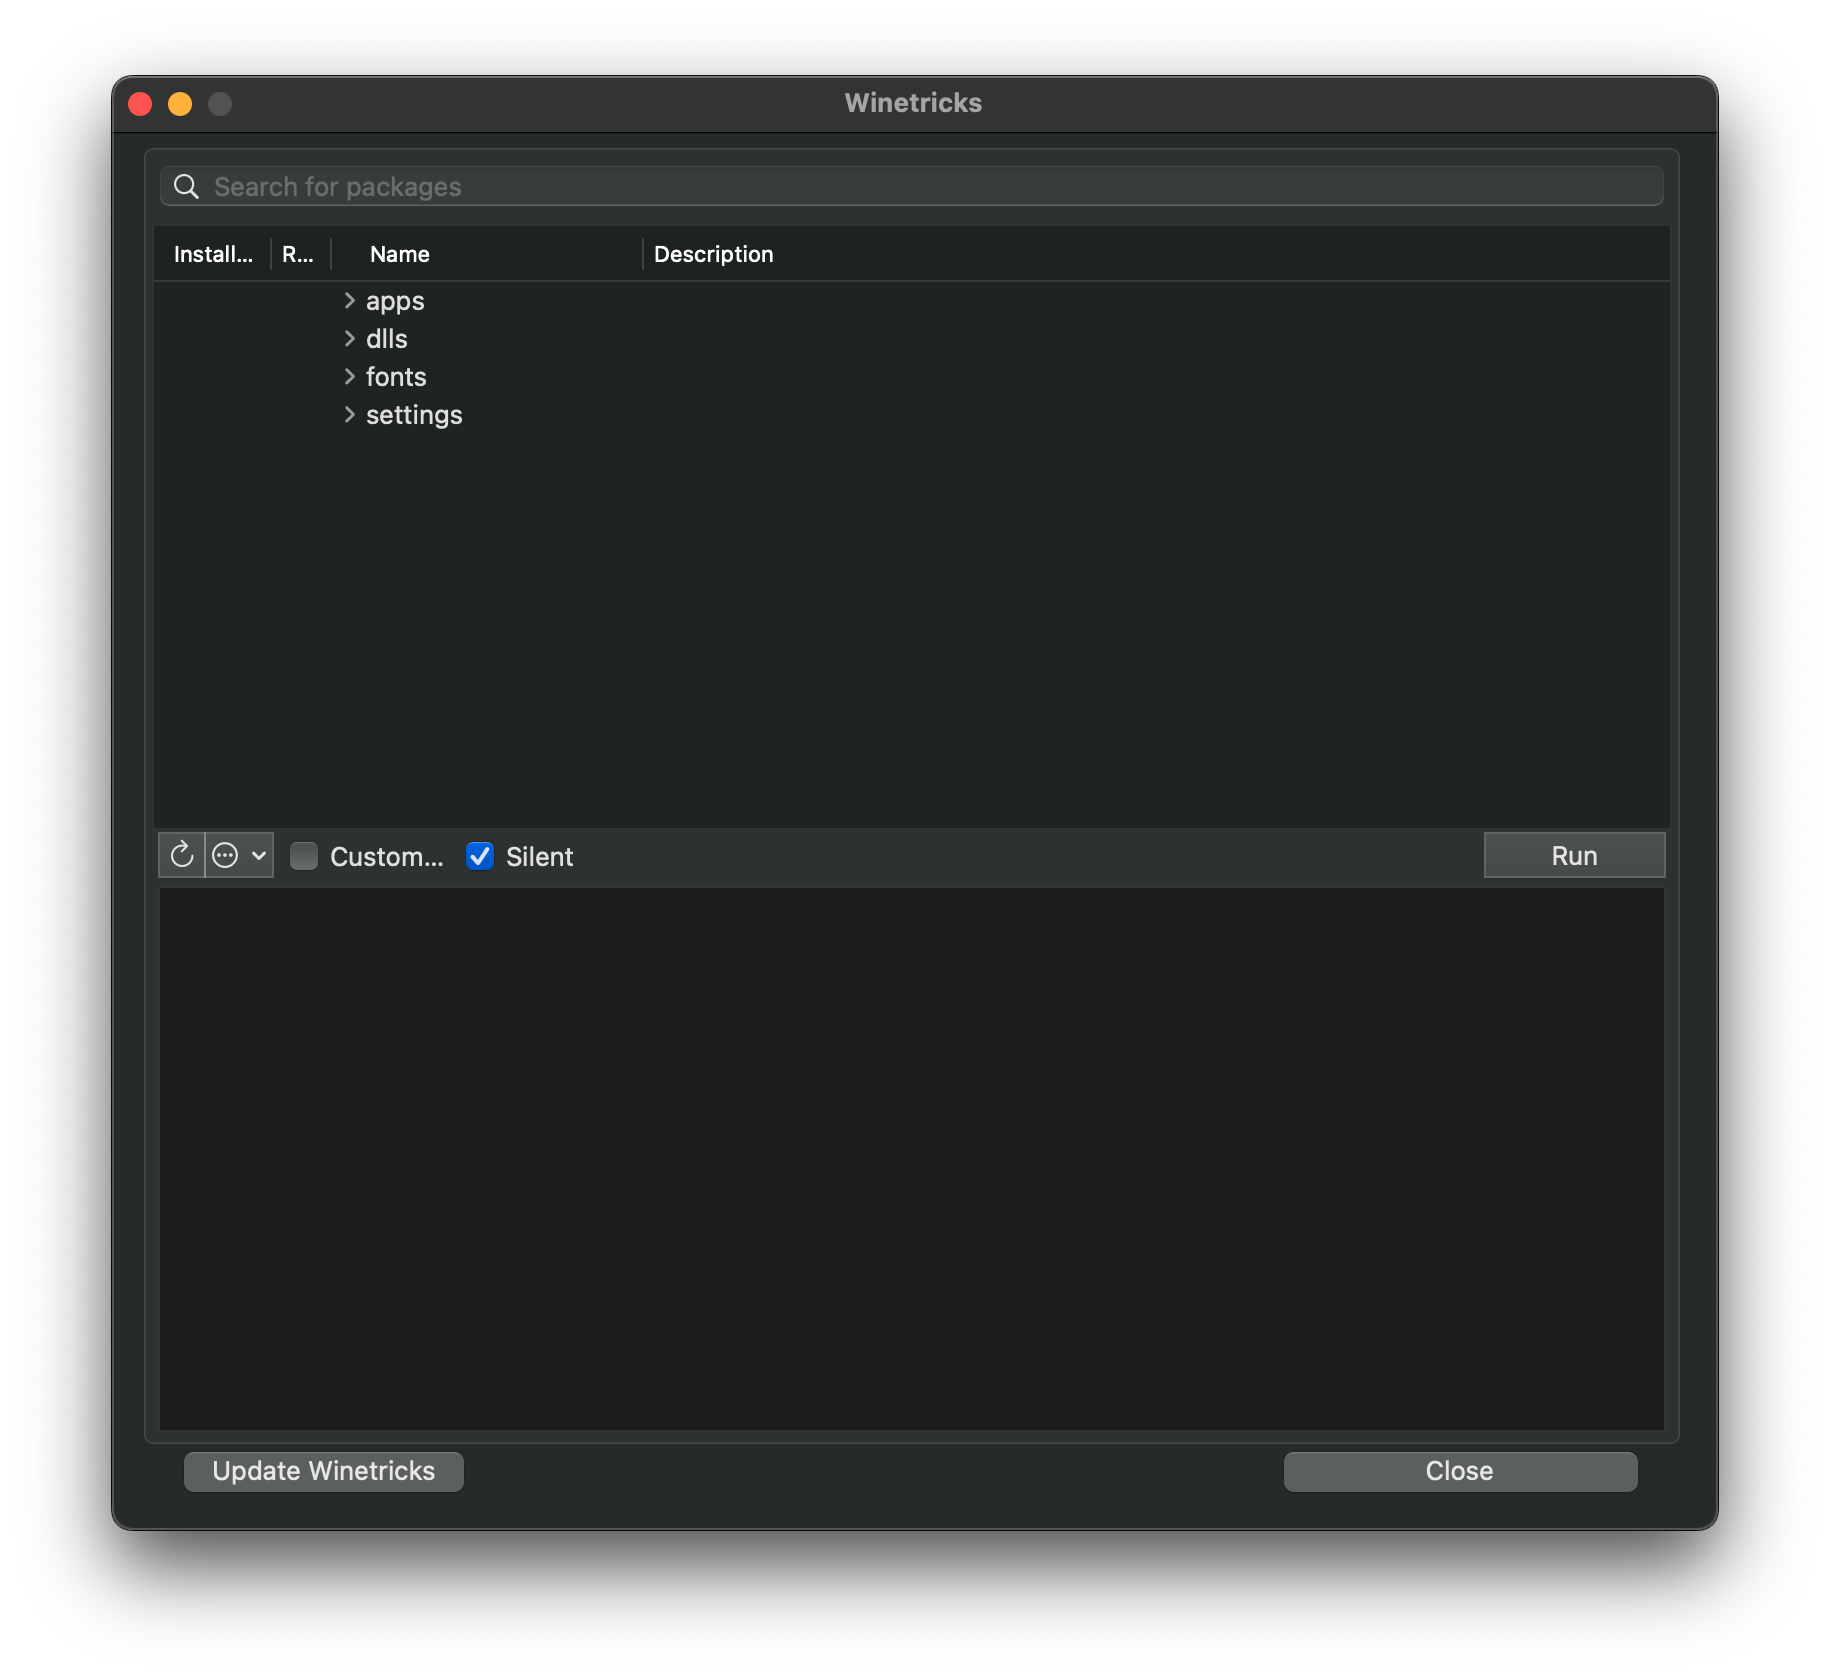 Winetricks
Search for packages
Install... R... Name Description
apps
dlls
fonts
settings
Custom... Silent Run
Update Winetricks Close